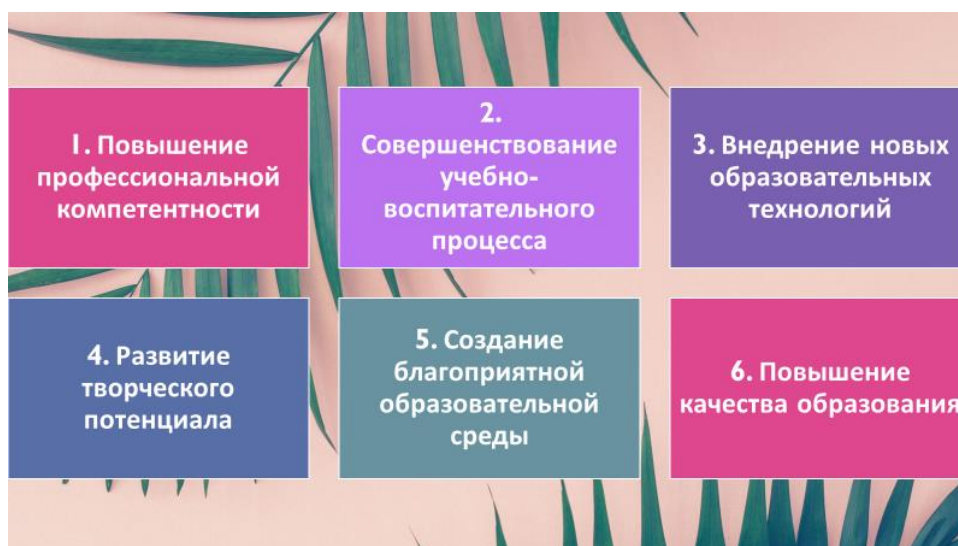 1. Повышение
профессиональной
компетентности
2.
Совершенствование
учебно-
воспитательного
процесса
3. Внедрение новых
образовательных
технологий
4. Развитие
творческого
потенциала
5. Создание
благоприятной
образовательной
среды
6. Повышение
качества образования